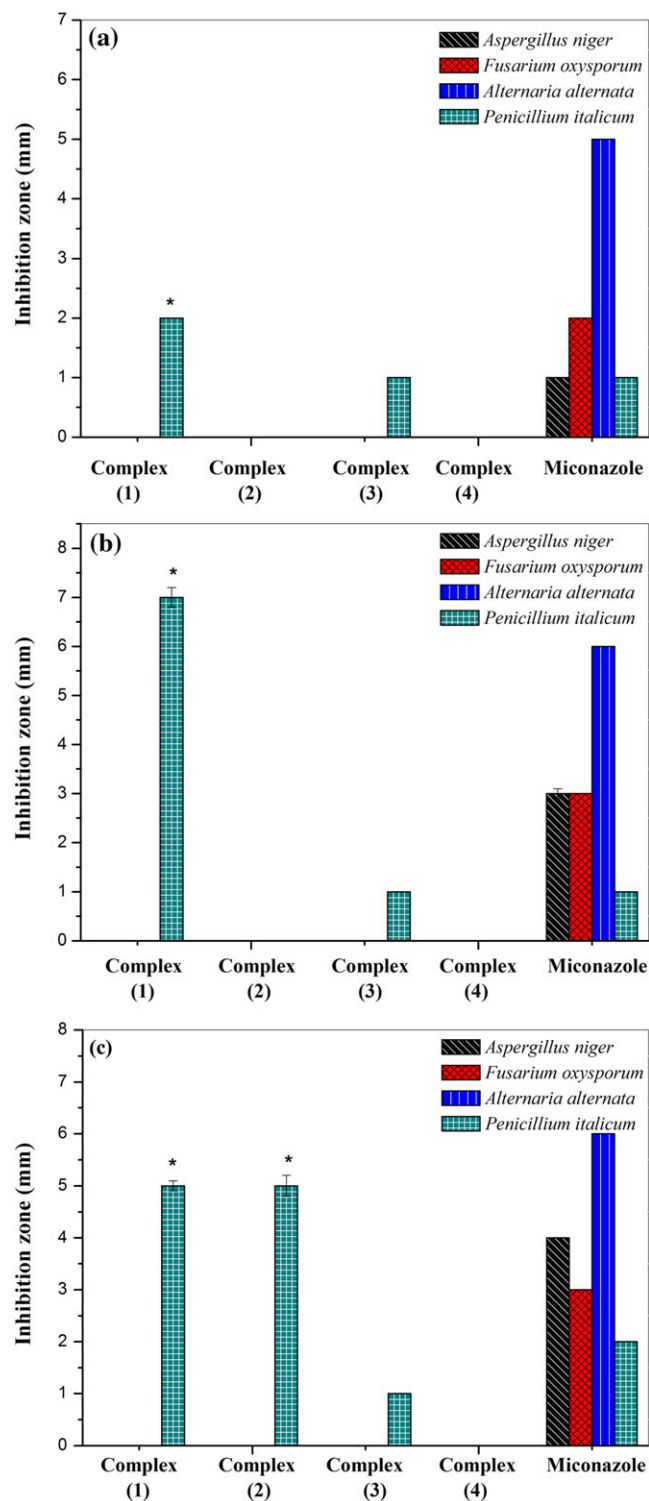 (a)
Aspergillus niger
Fusarium oxysporum
Alternaria alternata
Penicillium italicum
Inhibition zone (mm)
7
6
5
4
3
2
1
0
*
Complex Complex Complex Complex Miconazole
(1) (2) (3) (4)
(b)
Aspergillus niger
Fusarium oxysporum
Alternaria alternata
Penicillium italicum
Inhibition zone (mm)
8
7
6
5
4
3
2
1
0
*
Complex Complex Complex Complex Miconazole
(1) (2) (3) (4)
(c)
Aspergillus niger
Fusarium oxysporum
Alternaria alternata
Penicillium italicum
Inhibition zone (mm)
8
7
6
5
4
3
2
1
0
* *
Complex Complex Complex Complex Miconazole
(1) (2) (3) (4)